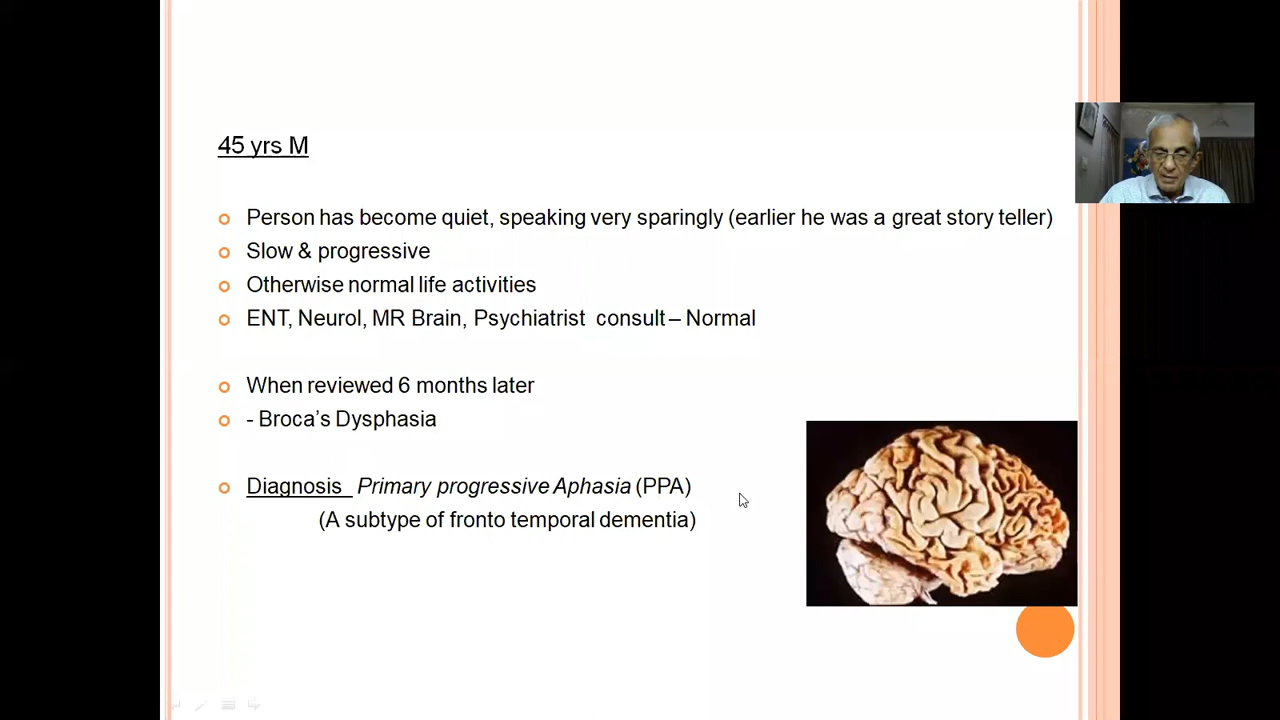 45 yrs M
Person has become quiet, speaking very sparingly (earlier he was a great story teller)
Slow & progressive
Otherwise normal life activities
ENT, Neurol, MR Brain, Psychiatrist consult – Normal
When reviewed 6 months later
- Broca's Dysphasia
Diagnosis Primary progressive Aphasia (PPA)
(A subtype of fronto temporal dementia)